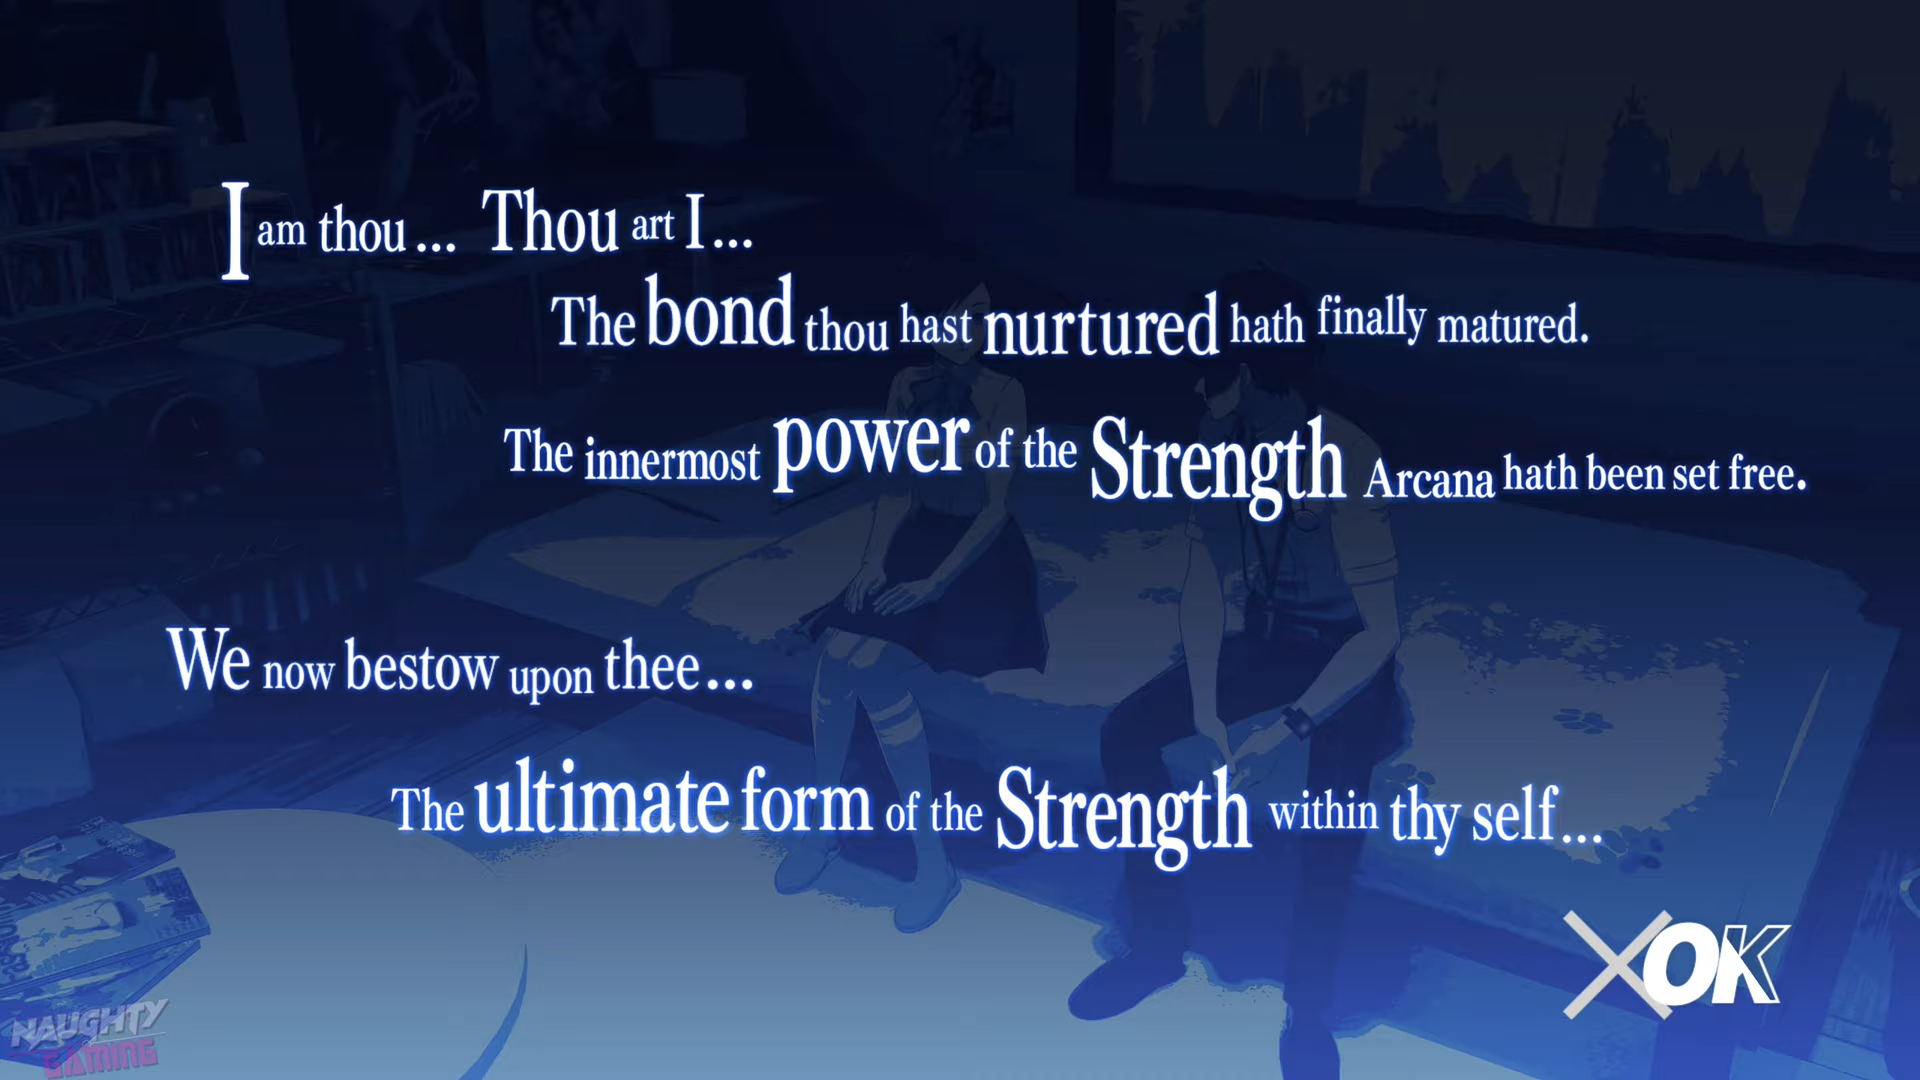 I am thou... Thou art I...
The bond thou hast nurtured hath finally matured.
The innermost power of the Strength Arcana hath been set free.
We now bestow upon thee...
The ultimate form of the Strength within thy self...
OK
NAUGHTY
GAMING